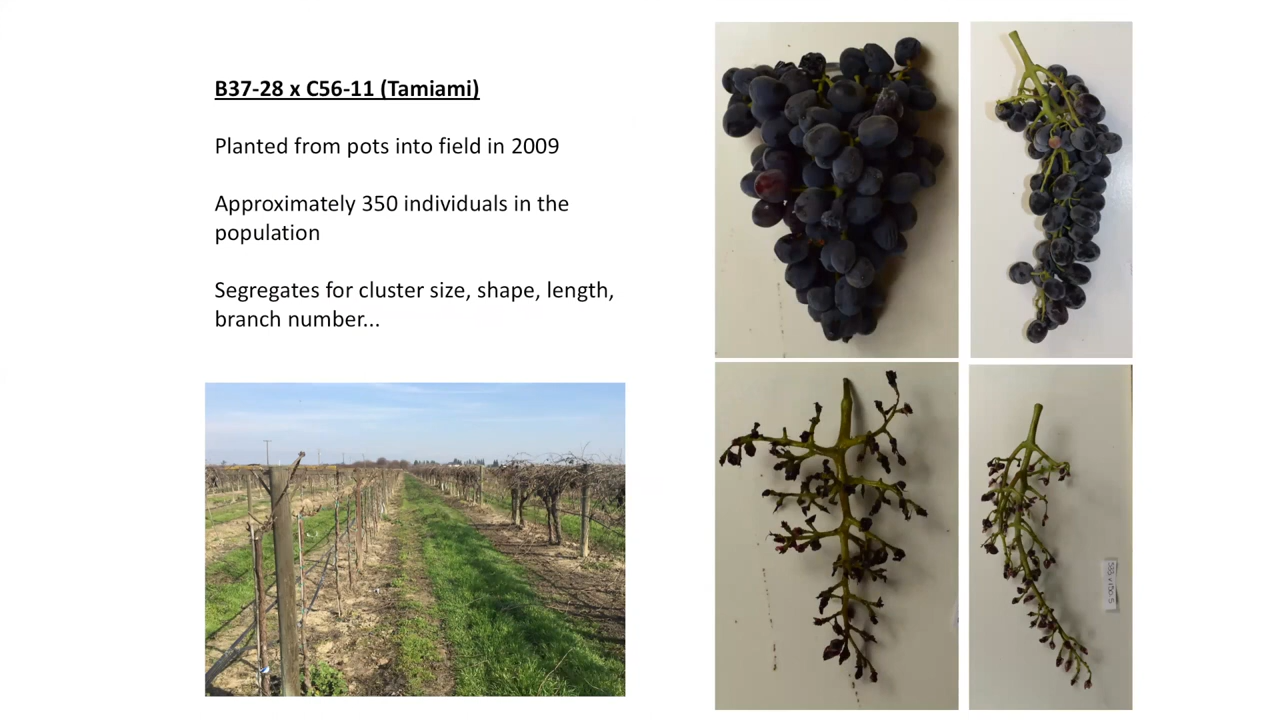 B37-28 x C56-11 (Tamiami)
Planted from pots into field in 2009
Approximately 350 individuals in the
population
Segregates for cluster size, shape, length,
branch number...